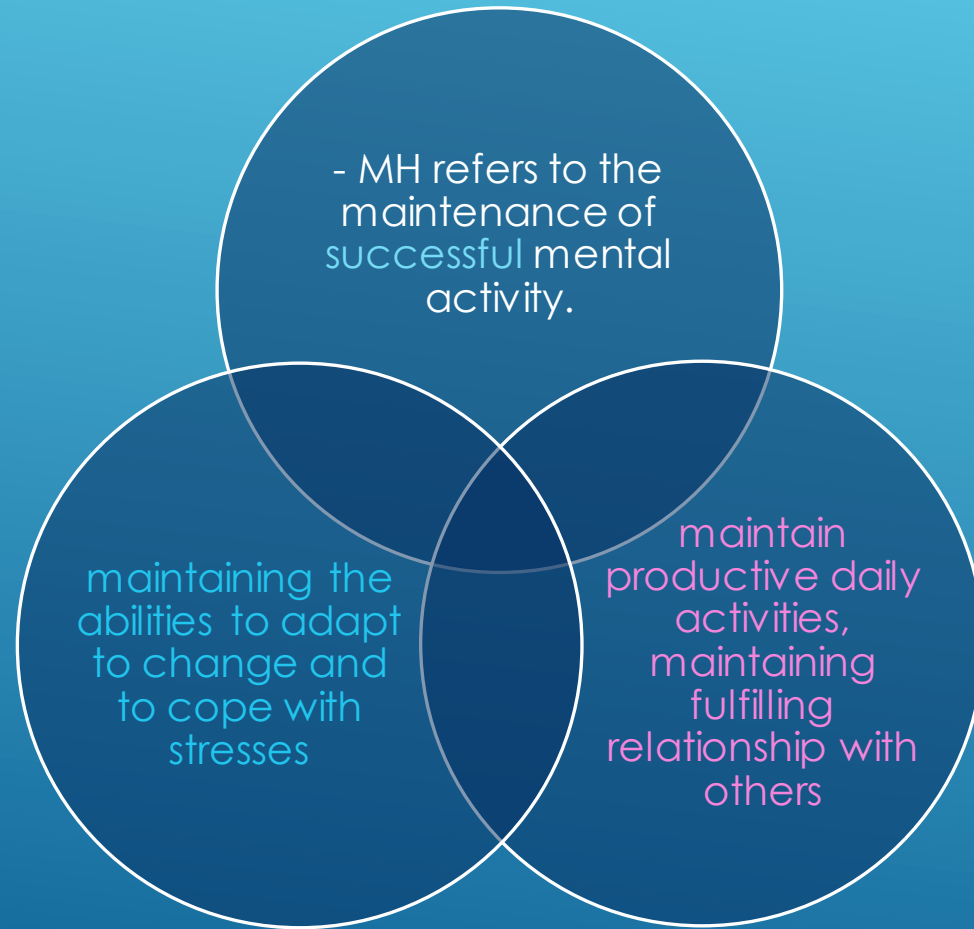 - MH refers to the
maintenance of
successful mental
activity.
maintaining the
abilities to adapt
to change and
to cope with
stresses
maintain
productive daily
activities,
maintaining
fulfilling
relationship with
others